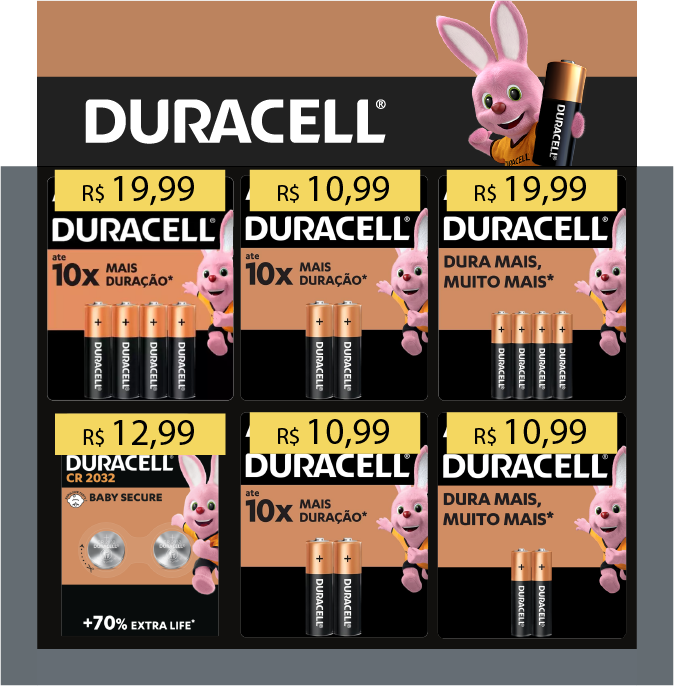 DURACELL®
DURACELL
DURACELL
R$ 19,99
DURACELL®
ate
10x MAIS
DURAÇÃO*
+ + + +
DURACELL DURACELL DURACELL DURACELL
R$ 10,99
DURACELL®
ate
10x MAIS
DURAÇÃO*
+ +
DURACELL DURACELL
R$ 19,99
DURACELL®
DURA MAIS,
MUITO MAIS*
+ + + +
DURACELL DURACELL DURACELL DURACELL
R$ 12,99
DURACELL
CR 2032
BABY SECURE
+70% EXTRA LIFE*
R$ 10,99
DURACELL®
ate
10x MAIS
DURAÇÃO*
+ +
DURACELL DURACELL
R$ 10,99
DURACELL®
DURA MAIS,
MUITO MAIS*
+ +
DURACELL DURACELL